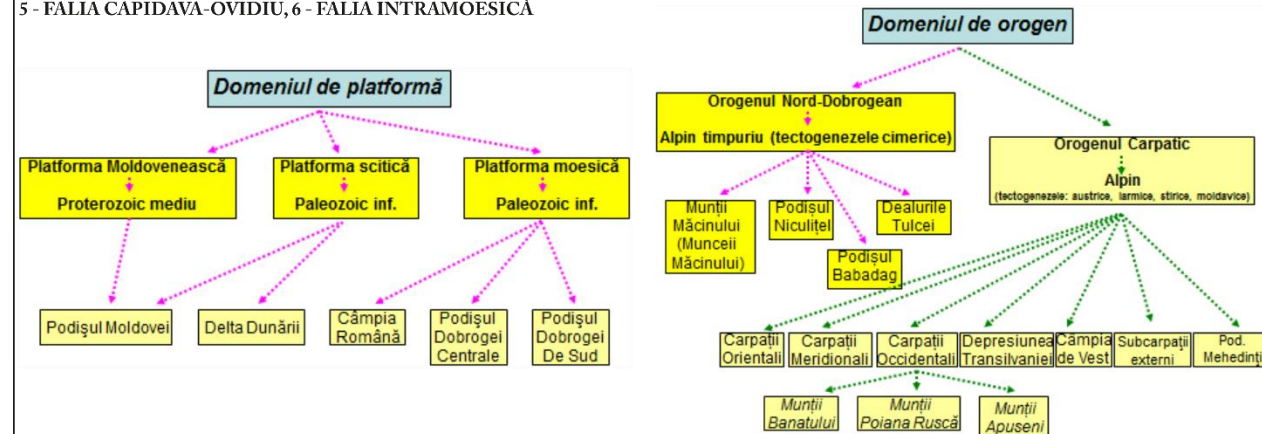 5 - FALIA CAPIDAVA-OVIDIU, 6 - FALIA INTRAMOESICĂ
Domeniul de platformă
Platforma Moldovenească
Proterozoic mediu
Platforma scitică
Paleozoic inf.
Platforma moesică
Paleozoic inf.
Podişul Moldovei
Delta Dunării
Câmpia
Română
Podişul
Dobrogei
Centrale
Podişul
Dobrogei
De Sud
Domeniul de orogen
Orogenul Nord-Dobrogean
Alpin timpuriu (tectogenezele cimerice)
Orogenul Carpatic
Alpin
(tectogenezele: austrice, larmice, stirice, moldavice)
Munții
Măcinului
(Munceii
Măcinului)
Podișul
Niculițel
Podișul
Babadag
Dealurile
Tulcei
Carpații
Orientali
Carpații
Meridionali
Carpații
Occidentali
Depresiunea
Transilvaniei
Câmpia
de Vest
Subcarpații
externi
Pod.
Mehedinți
Munții
Banatului
Munții
Poiana Ruscă
Munții
Apuseni